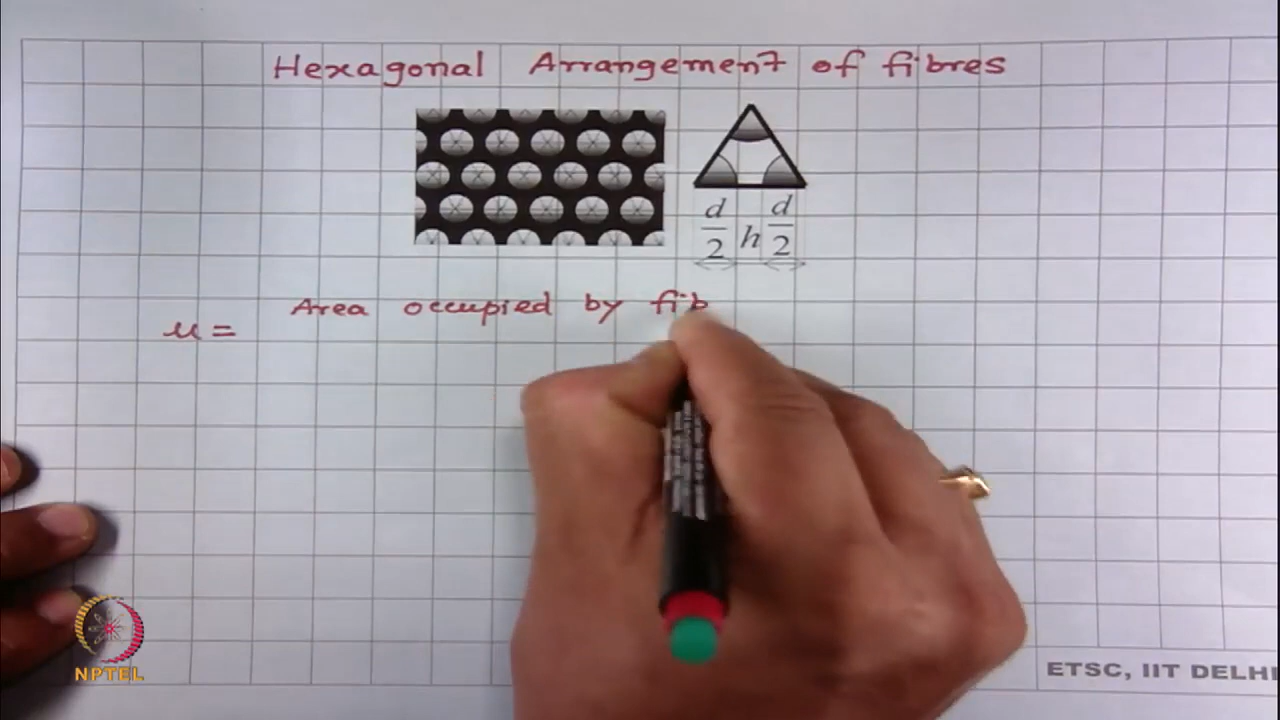 Hexagonal Arrangement of fibres
d/2 h d/2
Area occupied by fib
μ =
NPTEL
ETSC, IIT DELHI